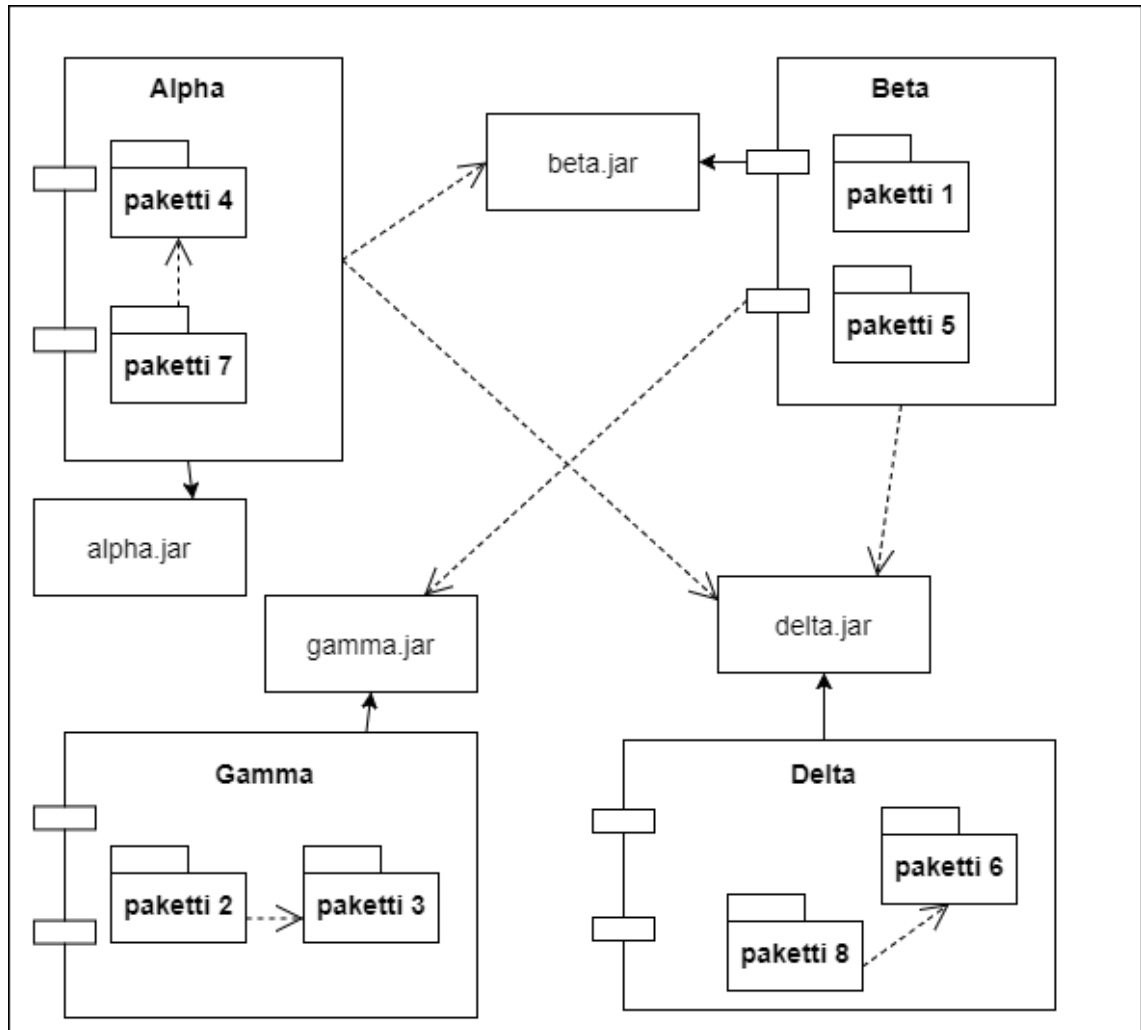 Alpha
paketti 4
paketti 7
alpha.jar
beta.jar
Beta
paketti 1
paketti 5
gamma.jar
delta.jar
Gamma
paketti 2
paketti 3
Delta
paketti 6
paketti 8